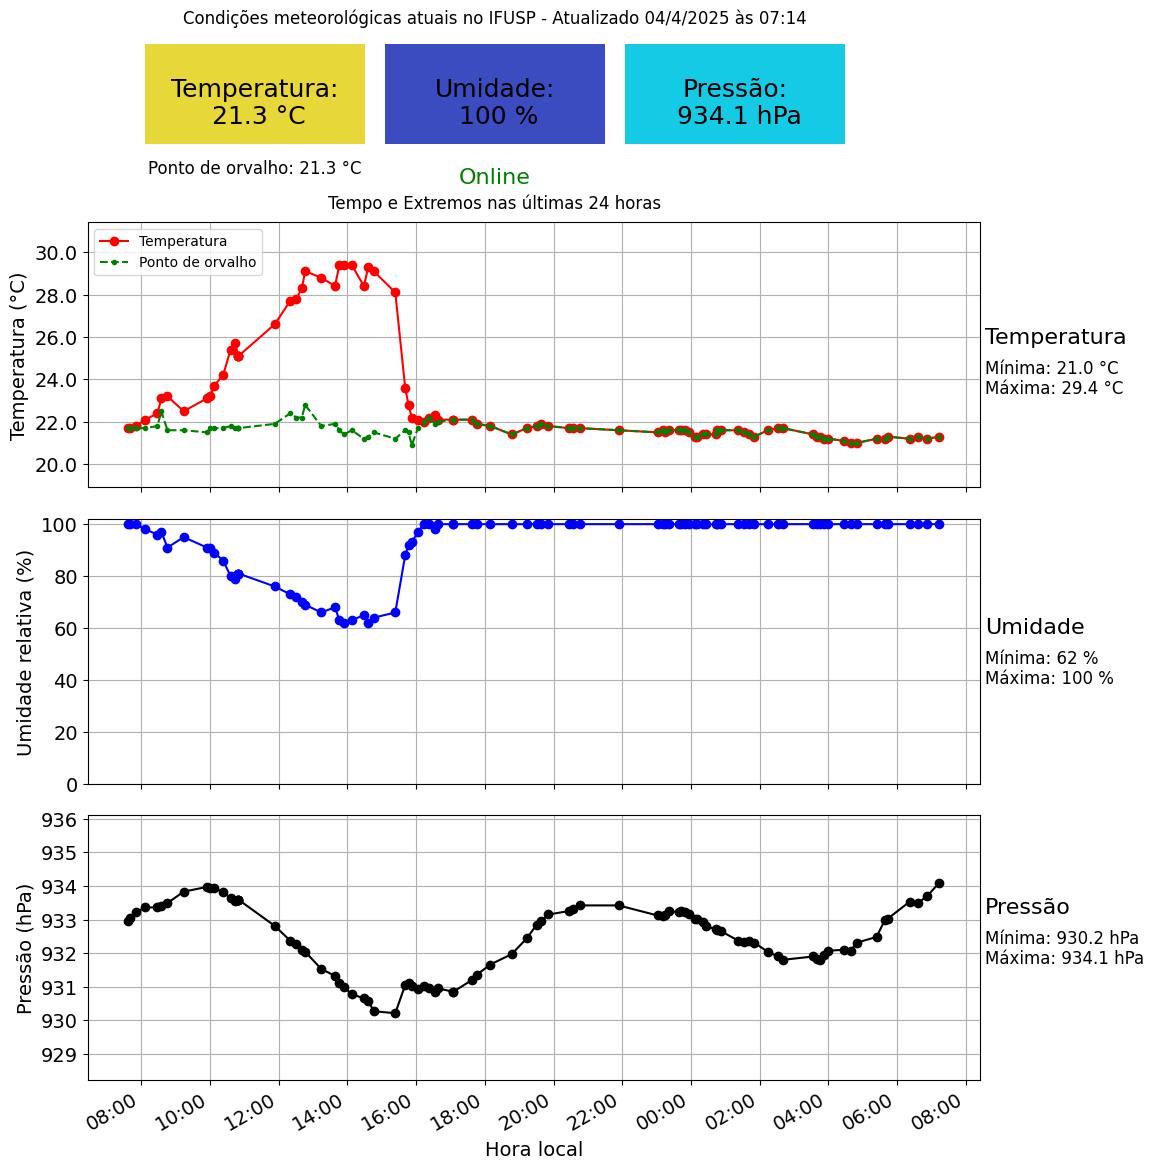 Condições meteorológicas atuais no IFUSP - Atualizado 04/4/2025 às 07:14
Temperatura:
21.3 °C
Umidade:
100 %
Pressão:
934.1 hPa
Ponto de orvalho: 21.3 °C
Online
Tempo e Extremos nas últimas 24 horas
Temperatura
Ponto de orvalho
Temperatura (°C)
30.0
28.0
26.0
24.0
22.0
20.0
Temperatura
Mínima: 21.0 °C
Máxima: 29.4 °C
Umidade relativa (%)
100
80
60
40
20
0
Umidade
Mínima: 62 %
Máxima: 100 %
Pressão (hPa)
936
935
934
933
932
931
930
929
Pressão
Mínima: 930.2 hPa
Máxima: 934.1 hPa
08:00
10:00
12:00
14:00
16:00
18:00
20:00
22:00
00:00
02:00
04:00
06:00
08:00
Hora local